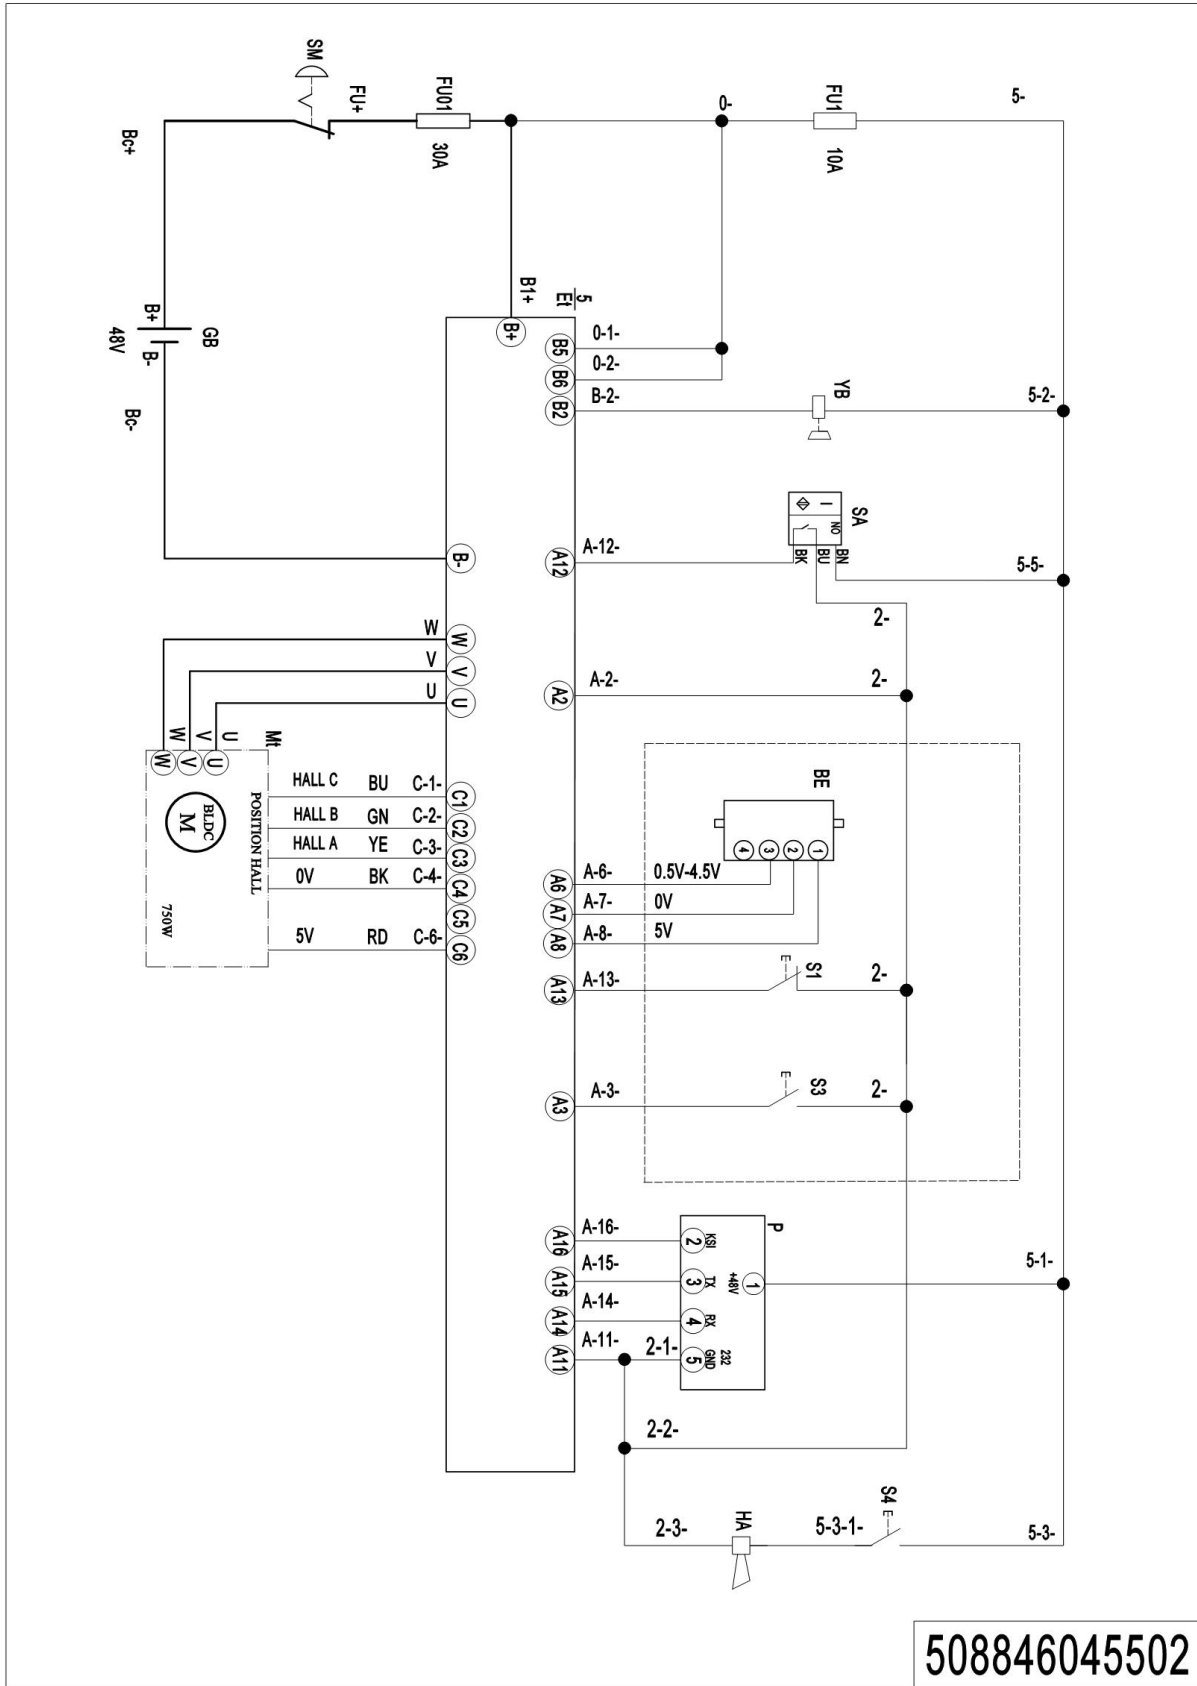 SM
FU+
FU01
30A
0-
FU1
10A
5-
Bc+
B1+
5
Et
B+
0-1-
B5
0-2-
B6
B-2-
B2
YB
5-2-
B+
GB
48V
B-
Bc-
SA
NO
BK
BU
BN
A-12-
A12
5-5-
2-
B-
W
W
V
V
U
U
A-2-
A2
2-
Mt
U
V
W
W
V
U
BLDC
M
POSITION HALL
750W
HALL C BU C-1-
C1
HALL B GN C-2-
C2
HALL A YE C-3-
C3
0V BK C-4-
C4
C5
5V RD C-6-
C6
BE
4
3
2
1
A-6- 0.5V-4.5V
A6
A-7- 0V
A7
A-8- 5V
A8
A-13-
A13
S1
2-
A-3-
A3
S3
2-
P
A-16-
A16
2
KSI
A-15-
A15
3
TX
+48V
1
5-1-
A-14-
A14
4
RX
A-11-
A11
2-1-
5
GND
232
2-2-
2-3-
HA
5-3-1-
S4
5-3-
508846045502